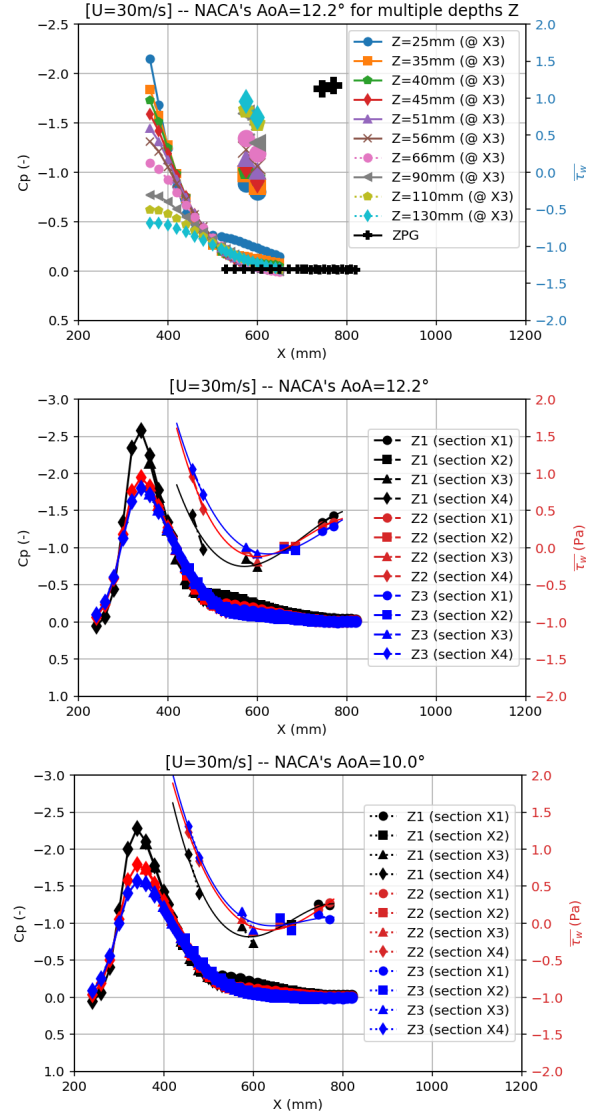 [U=30m/s] -- NACA's AoA=12.2° for multiple depths Z
−2.5
−2.0
−1.5
−1.0
−0.5
0.0
0.5
Cp (-)
200
400
600
800
1000
1200
X (mm)
2.0
1.5
1.0
0.5
0.0
−0.5
−1.0
−1.5
−2.0
τw
Z=25mm (@ X3)
Z=35mm (@ X3)
Z=40mm (@ X3)
Z=45mm (@ X3)
Z=51mm (@ X3)
Z=56mm (@ X3)
Z=66mm (@ X3)
Z=90mm (@ X3)
Z=110mm (@ X3)
Z=130mm (@ X3)
ZPG
[U=30m/s] -- NACA's AoA=12.2°
−3.0
−2.5
−2.0
−1.5
−1.0
−0.5
0.0
0.5
1.0
Cp (-)
200
400
600
800
1000
1200
X (mm)
2.0
1.5
1.0
0.5
0.0
−0.5
−1.0
−1.5
−2.0
τw (Pa)
Z1 (section X1)
Z1 (section X2)
Z1 (section X3)
Z1 (section X4)
Z2 (section X1)
Z2 (section X2)
Z2 (section X3)
Z2 (section X4)
Z3 (section X1)
Z3 (section X2)
Z3 (section X3)
Z3 (section X4)
[U=30m/s] -- NACA's AoA=10.0°
−3.0
−2.5
−2.0
−1.5
−1.0
−0.5
0.0
0.5
1.0
Cp (-)
200
400
600
800
1000
1200
X (mm)
2.0
1.5
1.0
0.5
0.0
−0.5
−1.0
−1.5
−2.0
τw (Pa)
Z1 (section X1)
Z1 (section X2)
Z1 (section X3)
Z1 (section X4)
Z2 (section X1)
Z2 (section X2)
Z2 (section X3)
Z2 (section X4)
Z3 (section X1)
Z3 (section X2)
Z3 (section X3)
Z3 (section X4)